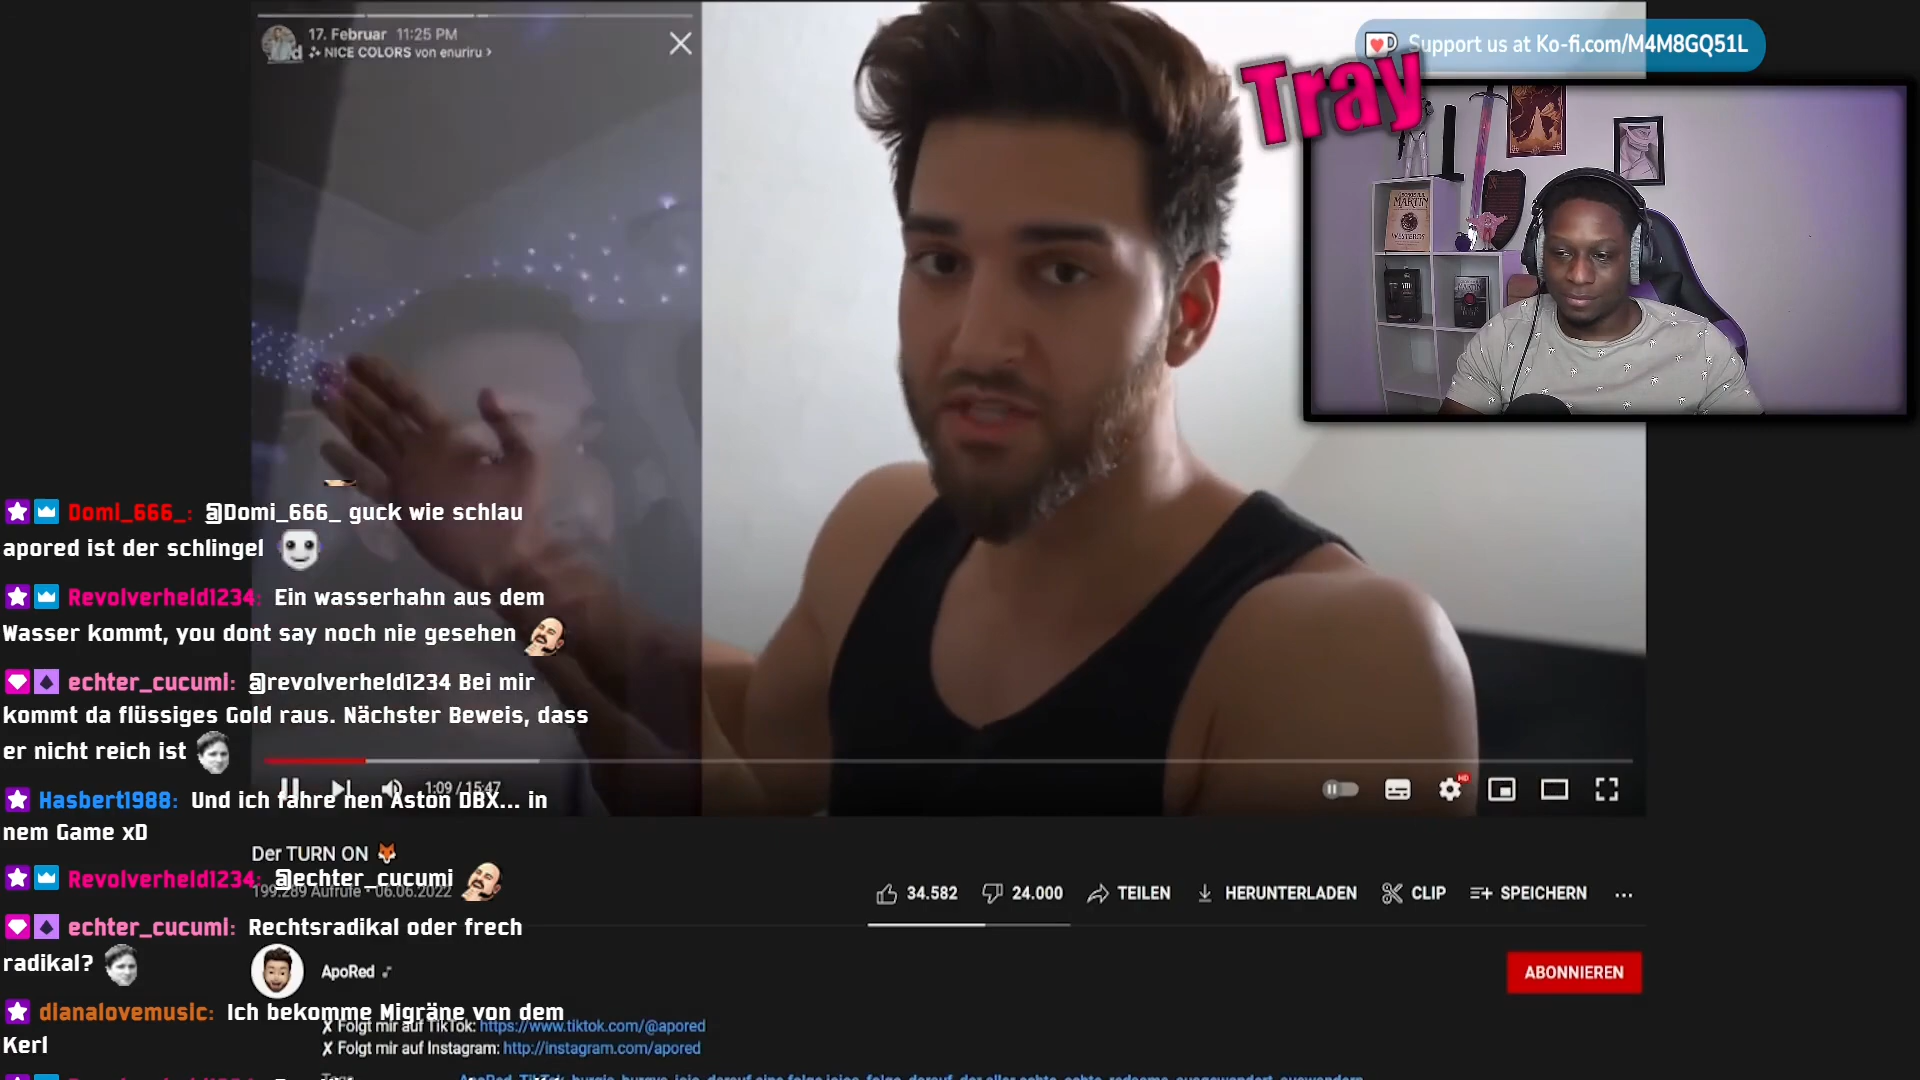 17. Februar 11:25 PM
NICE COLORS von enuriru >
Support us at Ko-fi.com/M4M8GQ51L
Tray
MARTIN
WESTEROS
DomI_666_: @Domi_666_ guck wie schlau
apored ist der schlingel
Revolverheld1234: Ein wasserhahn aus dem
Wasser kommt, you dont say noch nie gesehen
echter_cucumI: @revolverheld1234 Bei mir
kommt da flüssiges Gold raus. Nächster Beweis, dass
er nicht reich ist
1:09 / 15:47
HD
Hasbert1988: Und ich fahre nen Aston DBX... in
nem Game xD
Der TURN ON
Revolverheld1234: @echter_cucumi
199.289 Aufrufe • 06.06.2022
34.582 24.000 TEILEN HERUNTERLADEN CLIP SPEICHERN ...
echter_cucumI: Rechtsradikal oder frech
radikal?
ApoRed
ABONNIEREN
dIanalovemusic: Ich bekomme Migräne von dem
Kerl
✗ Folgt mir auf TikTok: https://www.tiktok.com/@apored
✗ Folgt mir auf Instagram: http://instagram.com/apored